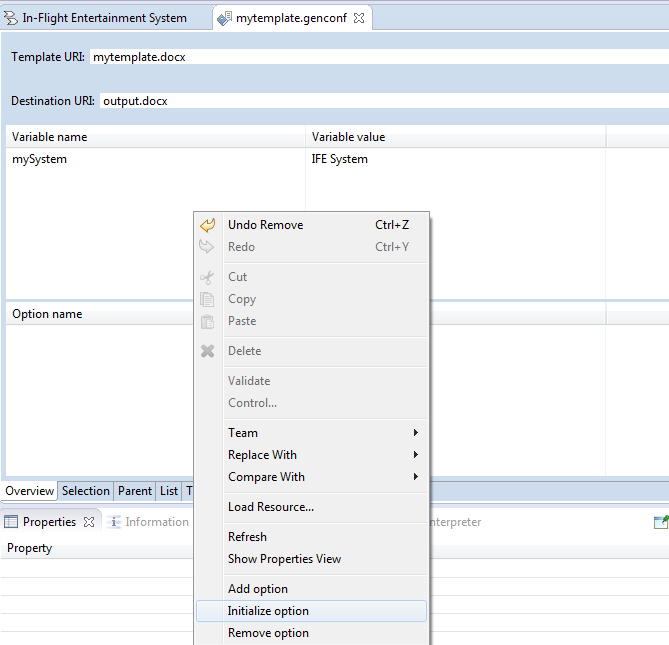 In-Flight Entertainment System
mytemplate.genconf
Template URI: mytemplate.docx
Destination URI: output.docx
Variable name Variable value
mySystem IFE System
Option name
Undo Remove Ctrl+Z
Redo Ctrl+Y
Cut
Copy
Paste
Delete
Validate
Control...
Team
Replace With
Compare With
Load Resource...
Refresh
Show Properties View
Add option
Initialize option
Remove option
Overview Selection Parent List T
Properties Information nterpreter
Property